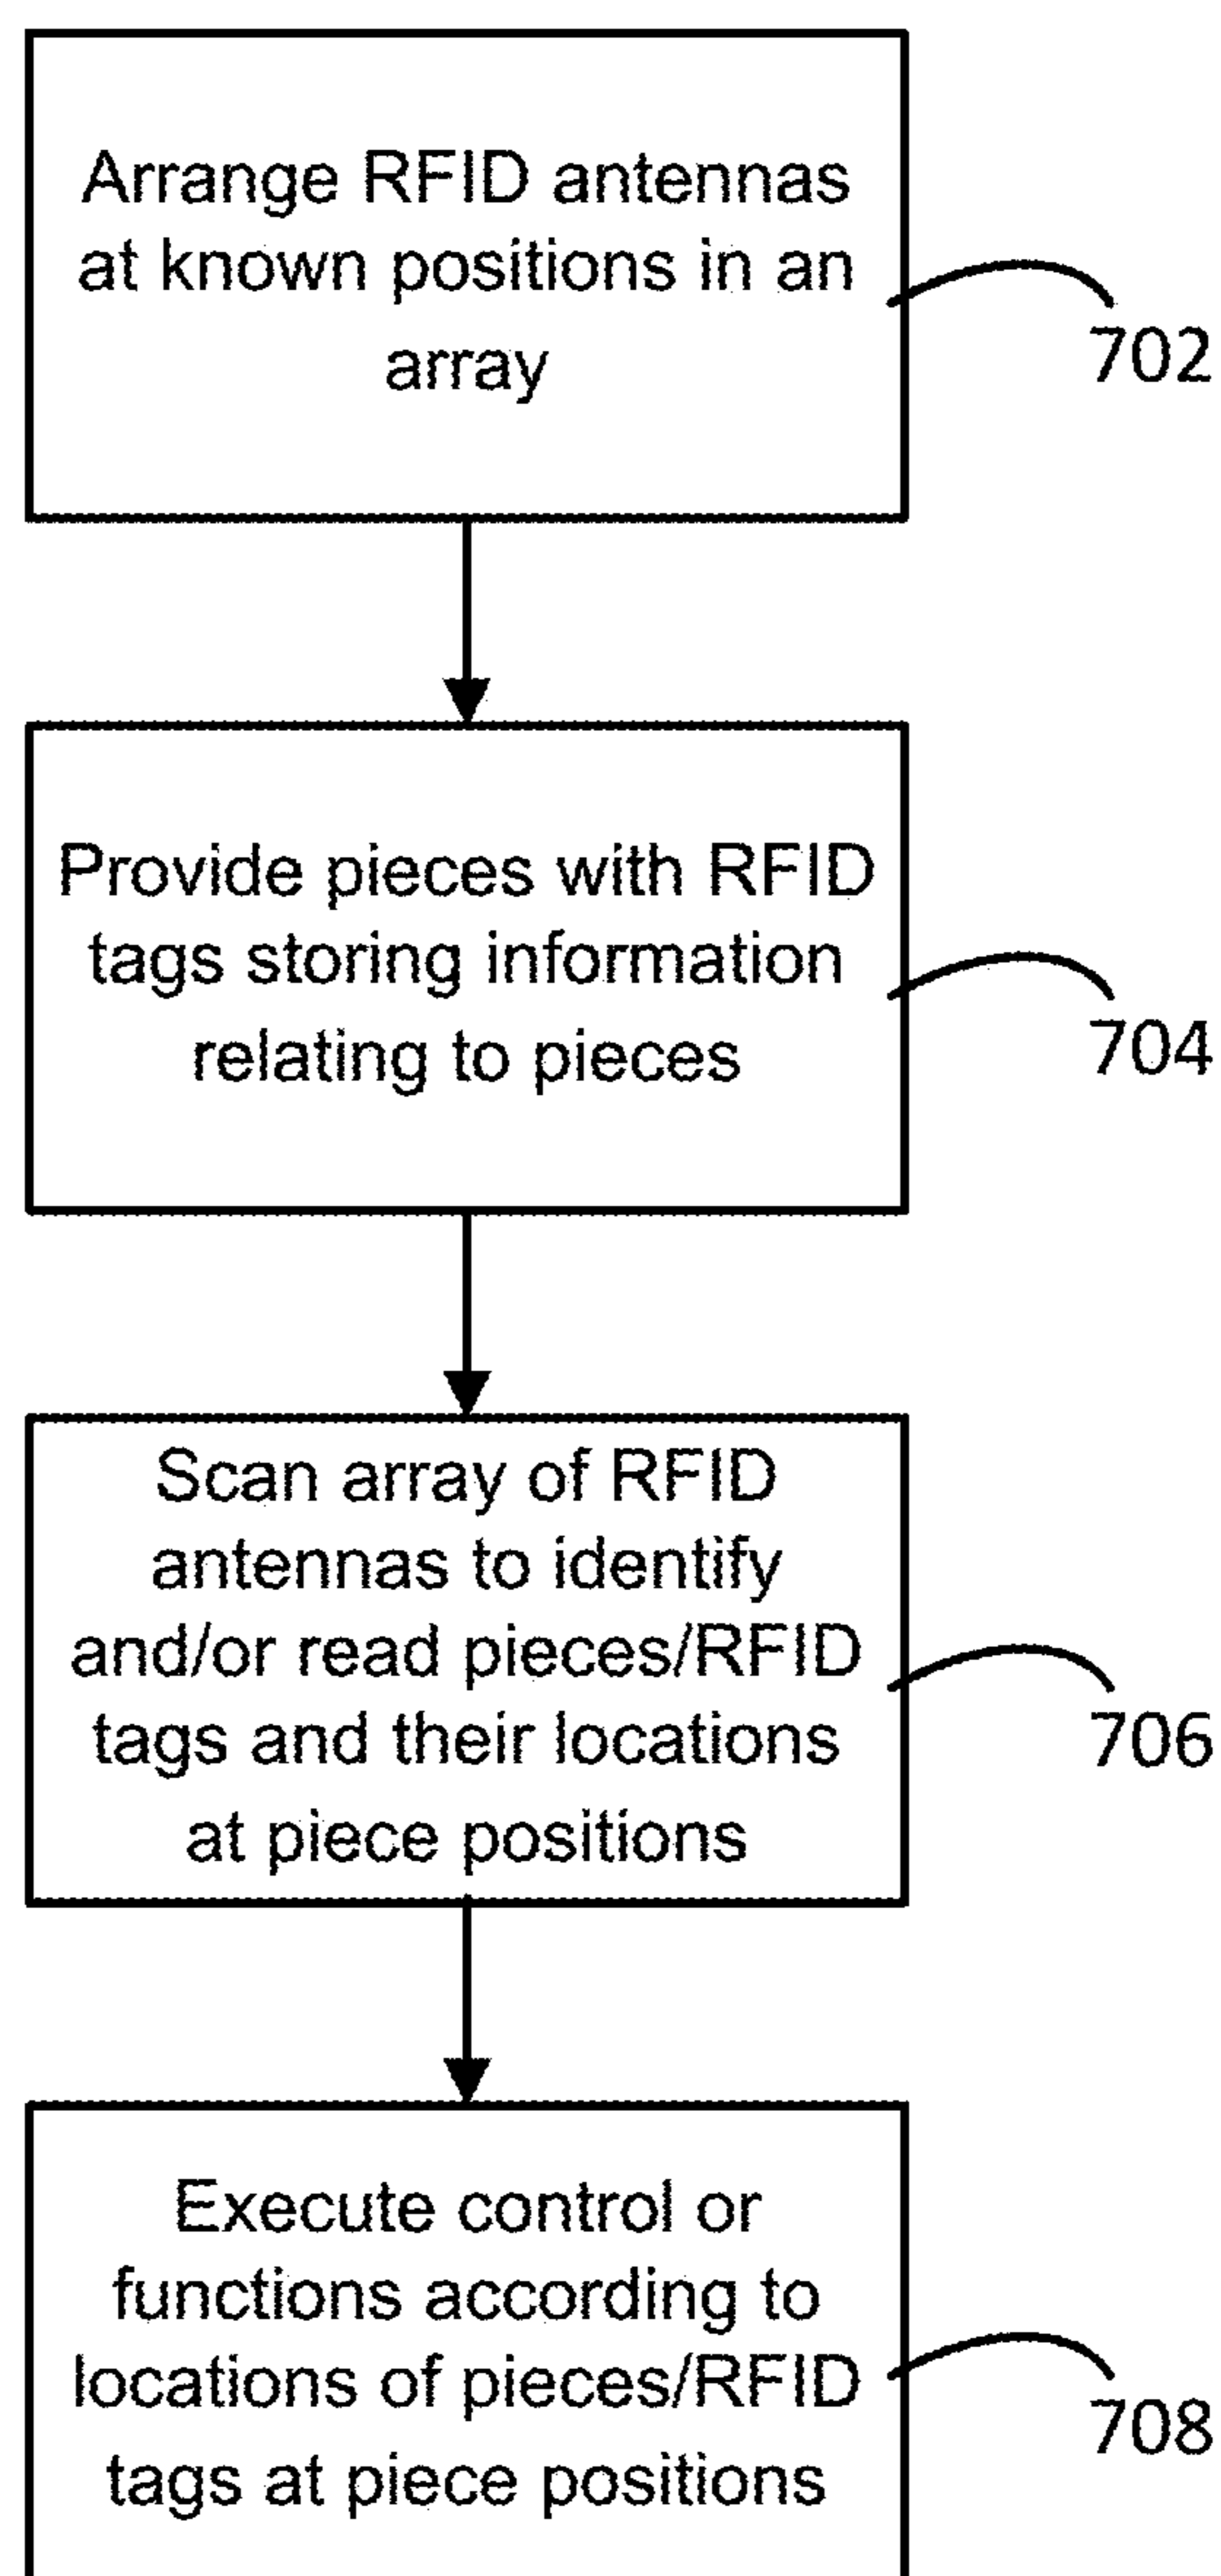 Arrange RFID antennas
at known positions in an
array
702
Provide pieces with RFID
tags storing information
relating to pieces
704
Scan array of RFID
antennas to identify
and/or read pieces/RFID
tags and their locations
at piece positions
706
Execute control or
functions according to
locations of pieces/RFID
tags at piece positions
708